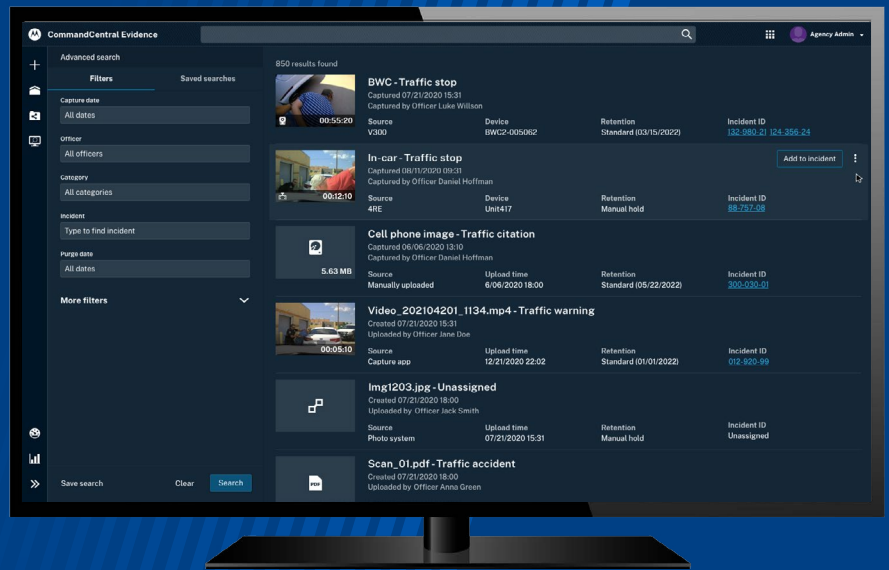 CommandCentral Evidence
Agency Admin
Advanced search
Filters
Saved searches
Capture date
All dates
Officer
All officers
Category
All categories
Incident
Type to find incident
Purge date
All dates
More filters
Save search
Clear
Search
850 results found
00:55:20
BWC - Traffic stop
Captured 07/21/2020 15:31
Captured by Officer Luke Willson
Source Device Retention Incident ID
V300 BWC2-005062 Standard (03/15/2022) 132-980-21 124-356-24
00:12:10
In-car - Traffic stop
Add to incident
Captured 08/11/2020 09:31
Captured by Officer Daniel Hoffman
Source Device Retention Incident ID
4RE Unit417 Manual hold 88-757-08
5.63 MB
Cell phone image - Traffic citation
Captured 06/06/2020 13:10
Captured by Officer Daniel Hoffman
Source Upload time Retention Incident ID
Manually uploaded 6/06/2020 18:00 Standard (05/22/2022) 300-030-01
00:05:10
Video_202104201_1134.mp4 - Traffic warning
Created 07/21/2020 15:31
Uploaded by Officer Jane Doe
Source Upload time Retention Incident ID
Capture app 12/21/2020 22:02 Standard (01/01/2022) 012-920-99
Img1203.jpg - Unassigned
Created 07/21/2020 18:00
Uploaded by Officer Jack Smith
Source Upload time Retention Incident ID
Photo system 07/21/2020 15:31 Manual hold Unassigned
PDF
Scan_01.pdf - Traffic accident
Created 07/21/2020 18:00
Uploaded by Officer Anna Green